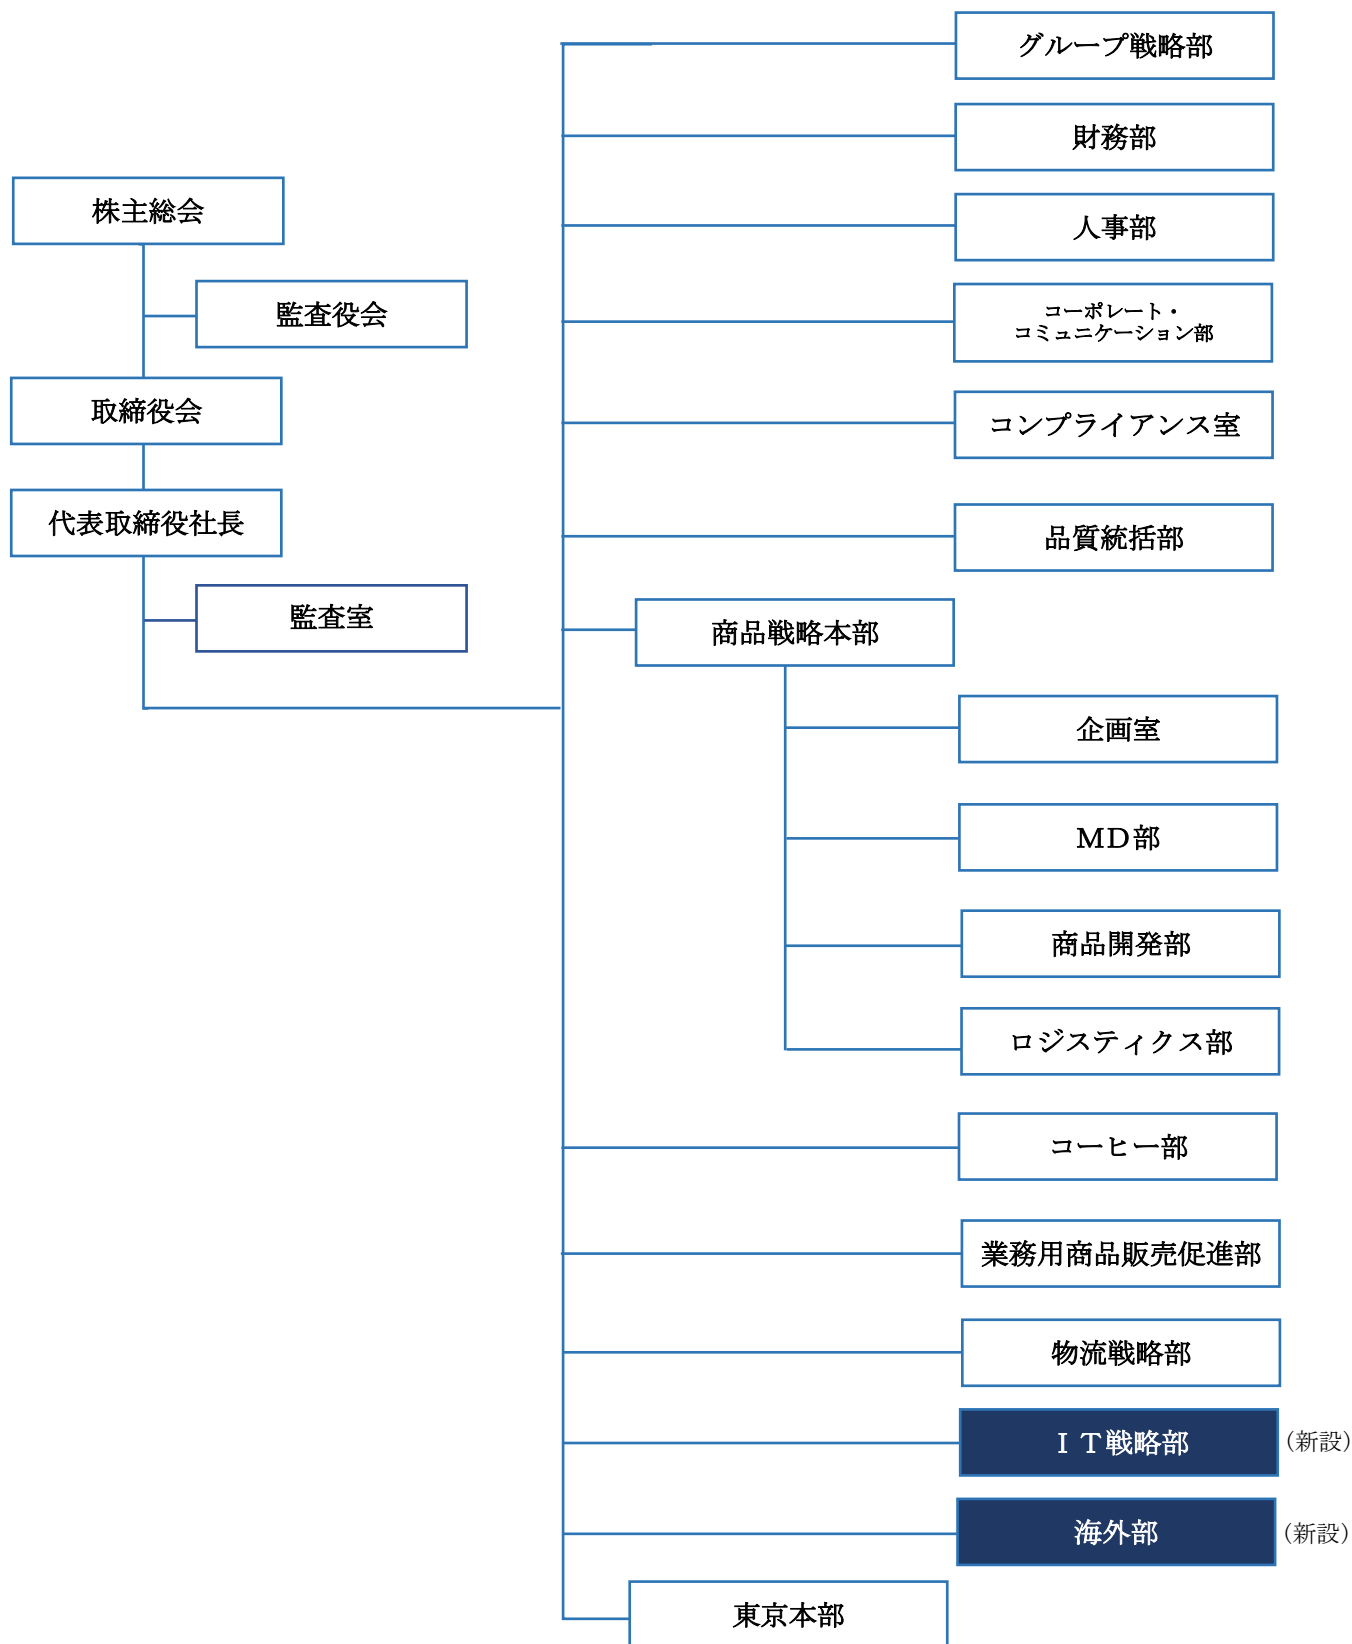 株主総会
監査役会
取締役会
代表取締役社長
監査室
グループ戦略部
財務部
人事部
コーポレート・
コミュニケーション部
コンプライアンス室
品質統括部
商品戦略本部
企画室
ＭＤ部
商品開発部
ロジスティクス部
コーヒー部
業務用商品販売促進部
物流戦略部
ＩＴ戦略部
（新設）
海外部
（新設）
東京本部